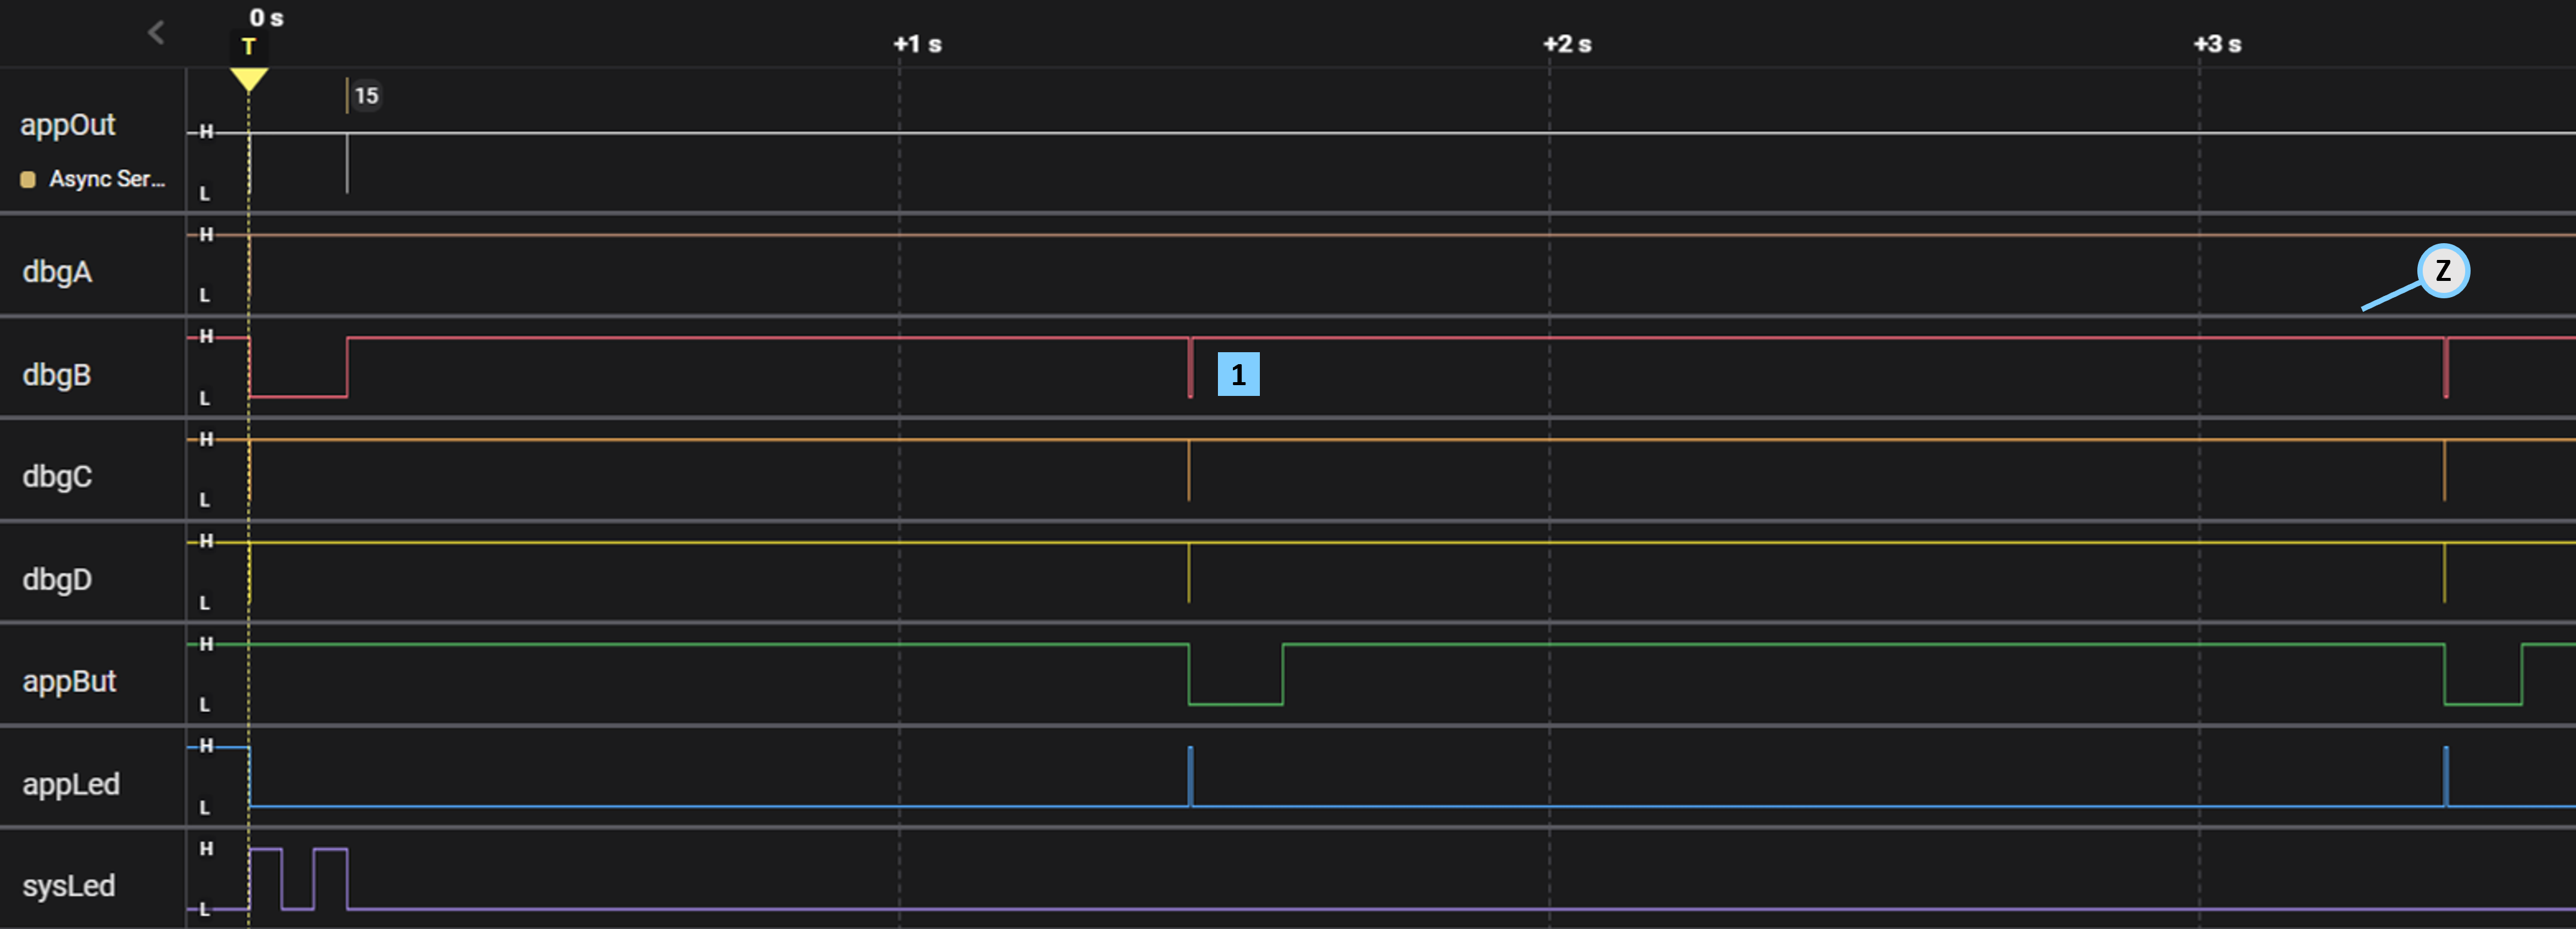 0 s
T
+1 s
+2 s
+3 s
15
appOut
H
Async Ser...
L
H
dbgA
L
Z
H
dbgB
1
L
H
dbgC
L
H
dbgD
L
H
appBut
L
H
appLed
L
H
sysLed
L